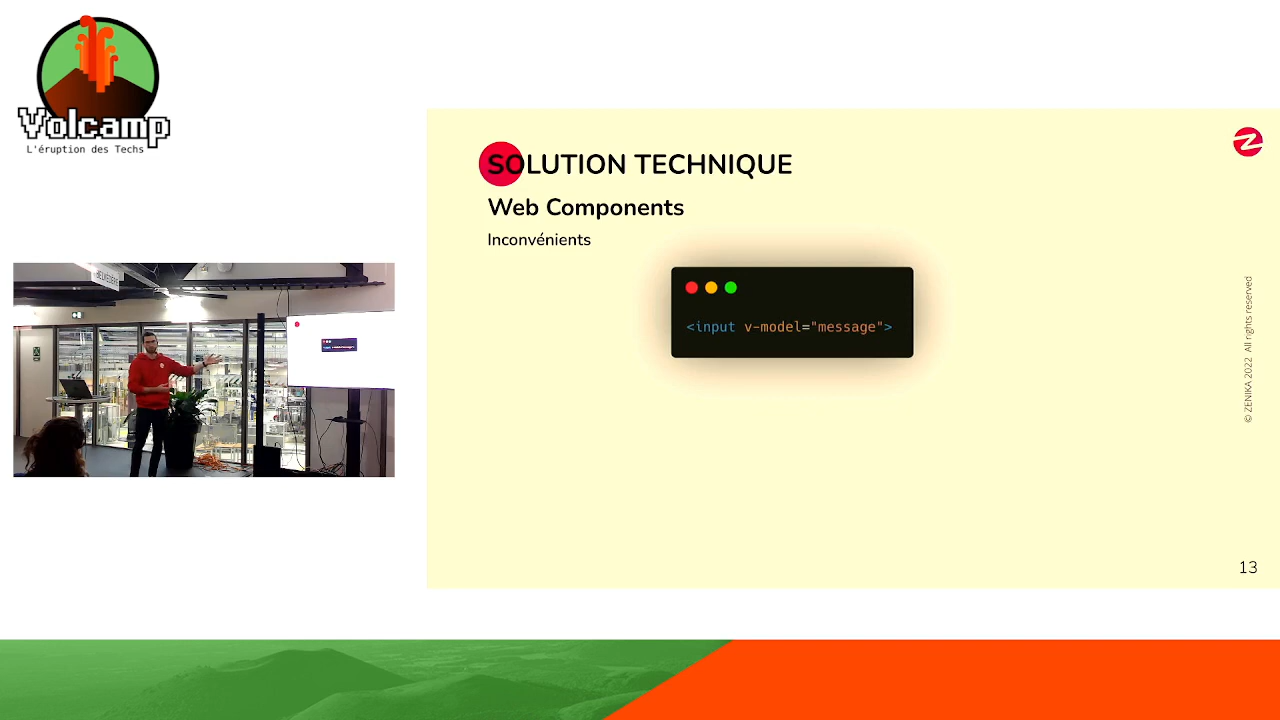 Volcamp
L'éruption des Techs
SOLUTION TECHNIQUE
Web Components
Inconvénients
<input v-model="message">
© ZENIKA 2022 All rights reserved
13